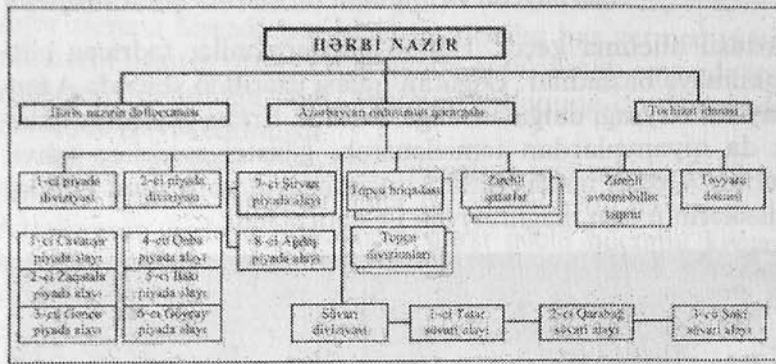 HƏRBİ NAZİR
Hərbi nazirin dəftərxanası
Azərbaycan ordusunun qərargahı
Təchizat idarəsi
1-ci piyada
diviziyası
2-ci piyada
diviziyası
7-ci Şirvan
piyada alayı
Topçu briqadası
Zirehli
qatarlar
Zirehli
avtomobillər
taqımı
Təyyarə
dəstəsi
1-ci Cavanşir
piyada alayı
4-cü Quba
piyada alayı
8-ci Ağdaş
piyada alayı
Topçu
divizionları
2-ci Zaqatala
piyada alayı
5-ci Bakı
piyada alayı
3-cü Gəncə
piyada alayı
6-cı Göyçay
piyada alayı
Süvari
diviziyası
1-ci Tatar
süvari alayı
2-ci Qarabağ
süvari alayı
3-cü Şəki
süvari alayı